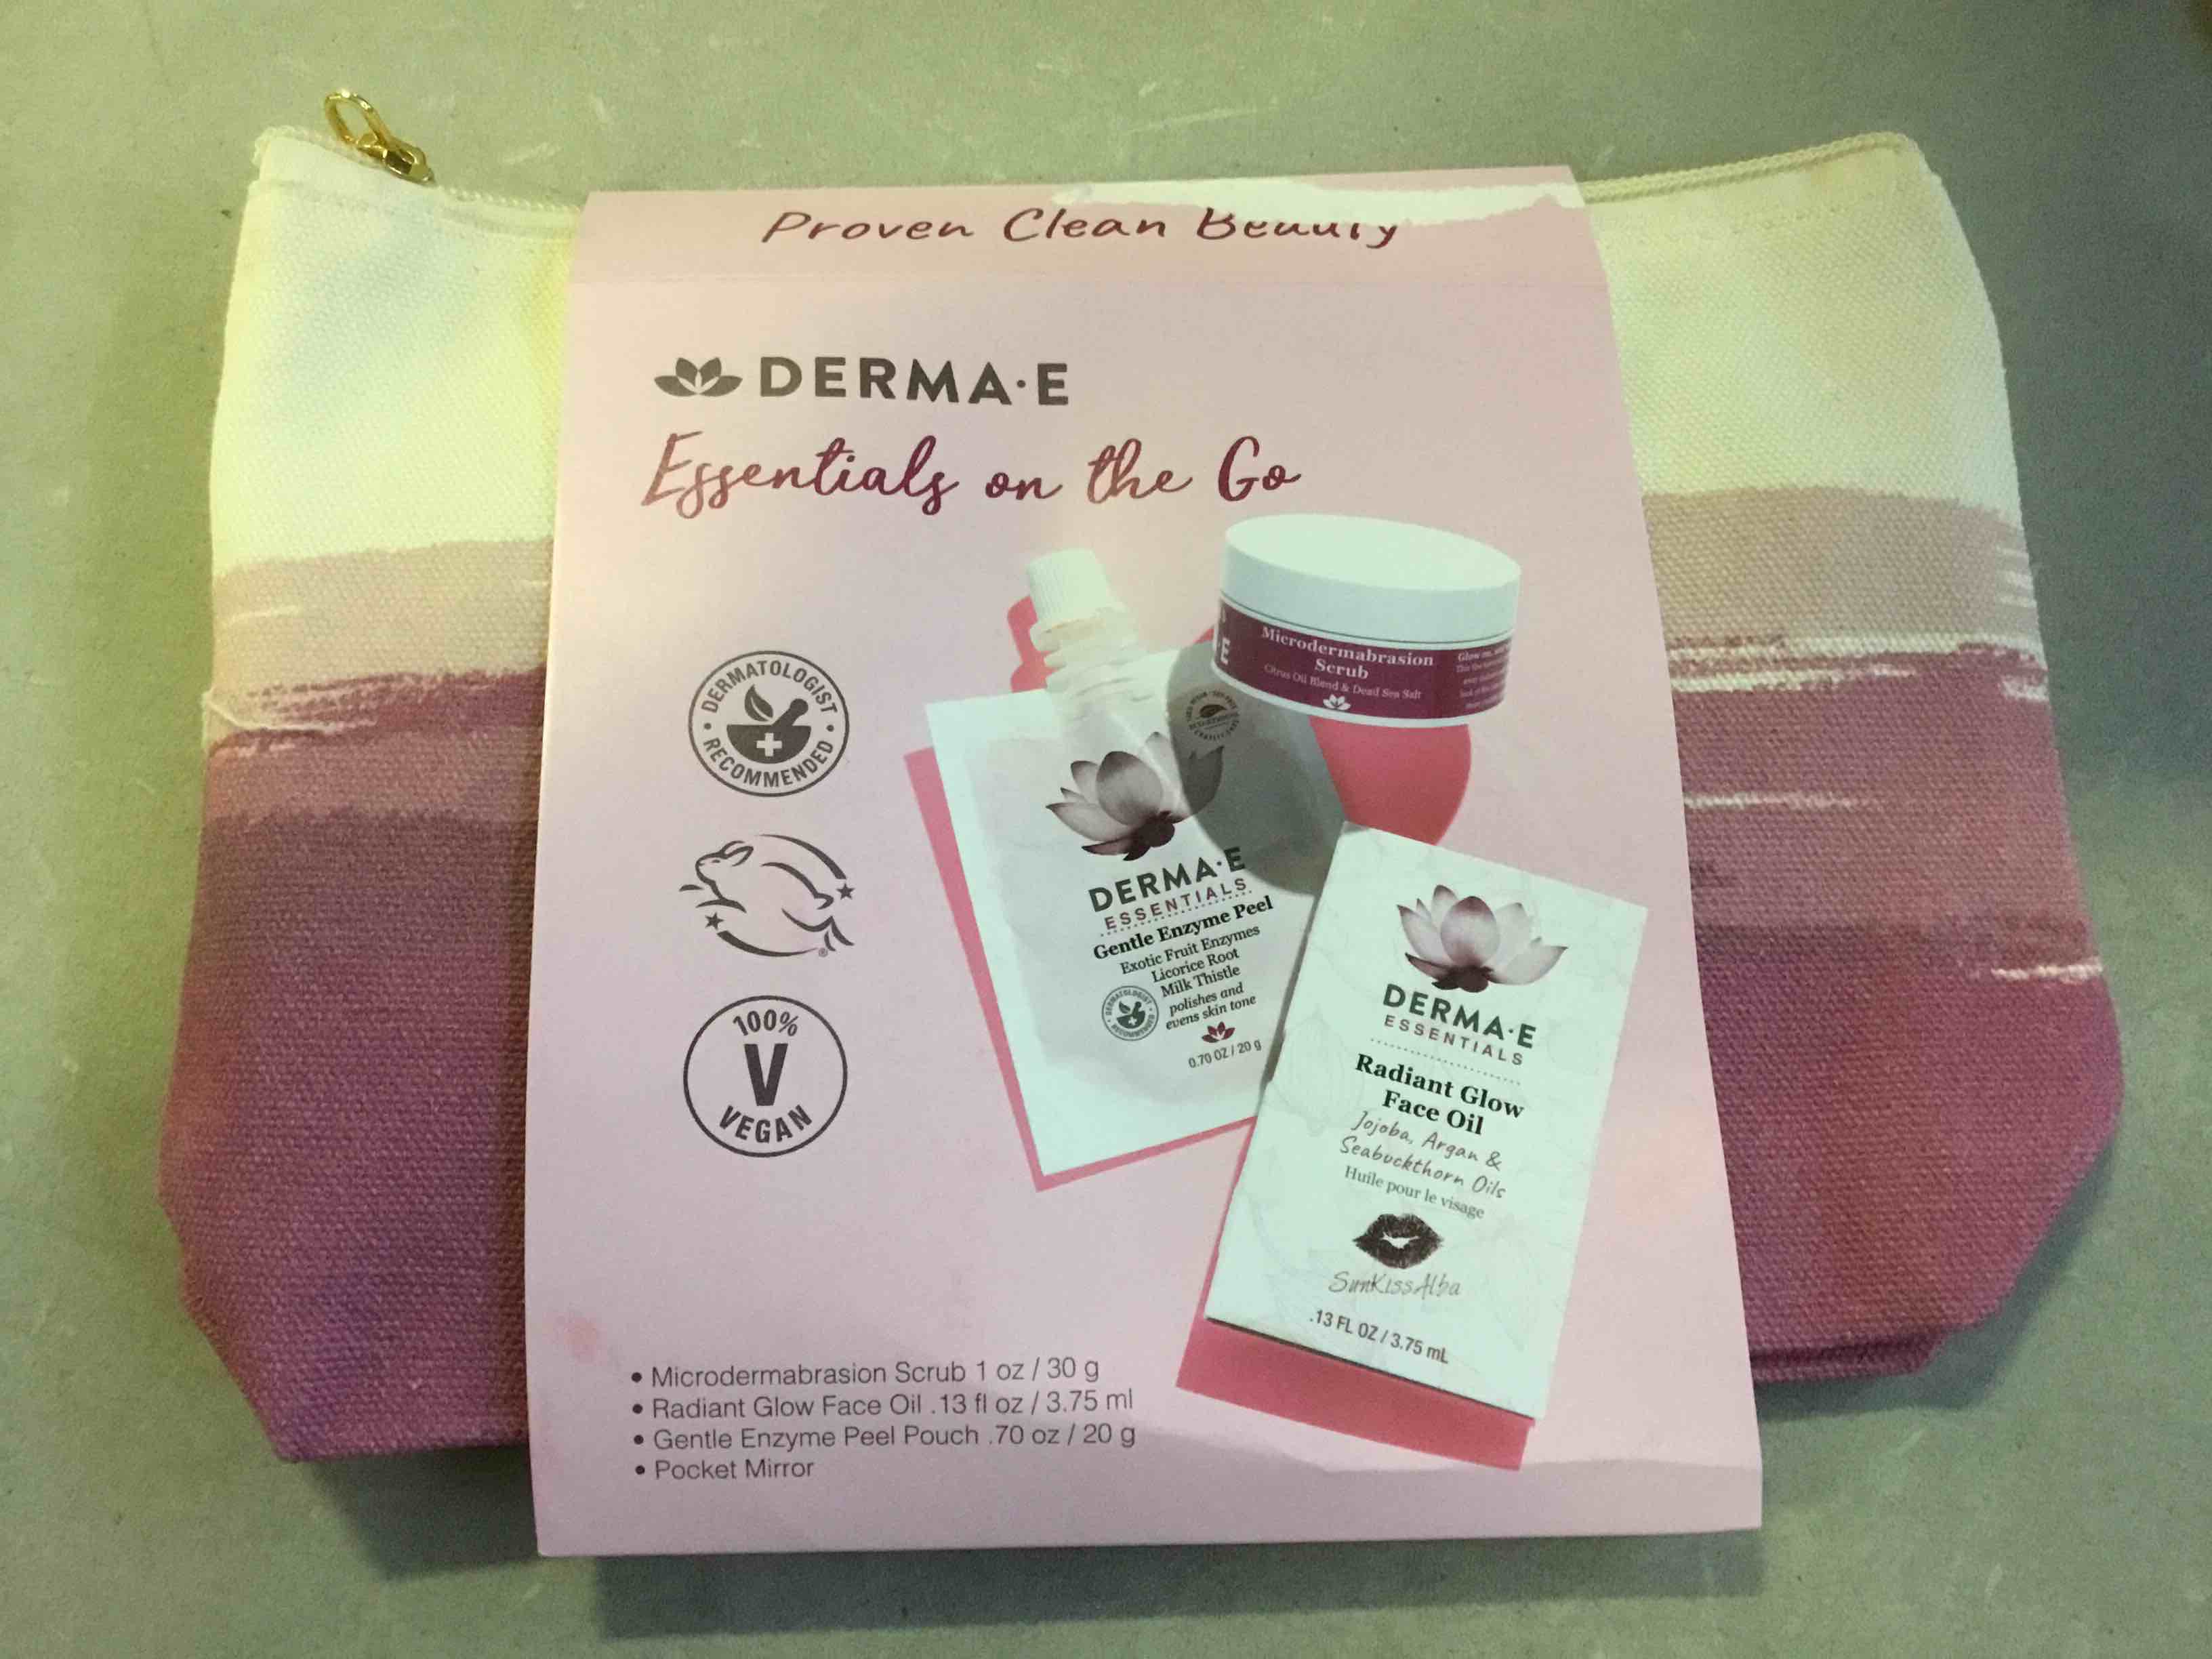 Proven Clean Beauty
DERMA·E
Essentials on the Go
DERMATOLOGIST
RECOMMENDED
100%
V
VEGAN
E
Microdermabrasion
Scrub
Citrus Oil Blend & Dead Sea Salt
DERMA·E
ESSENTIALS
Gentle Enzyme Peel
Exotic Fruit Enzymes
Licorice Root
Milk Thistle
polishes and
evens skin tone
DERMATOLOGIST
RECOMMENDED
0.70 OZ / 20 g
DERMA·E
ESSENTIALS
Radiant Glow
Face Oil
Jojoba, Argan &
Seabuckthorn Oils
Huile pour le visage
SunKissAlba
.13 FL OZ / 3.75 mL
• Microdermabrasion Scrub 1 oz / 30 g
• Radiant Glow Face Oil .13 fl oz / 3.75 ml
• Gentle Enzyme Peel Pouch .70 oz / 20 g
• Pocket Mirror